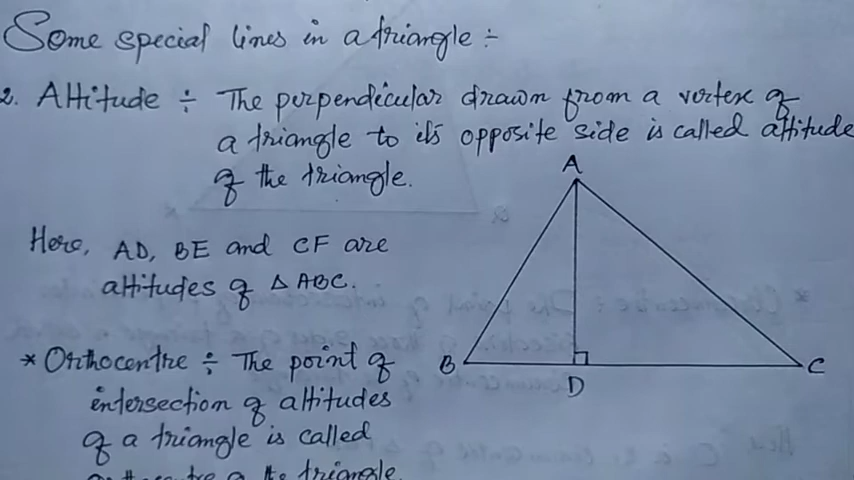 Some special lines in a triangle ÷
2. Altitude ÷ The perpendicular drawn from a vertex of
a triangle to its opposite side is called altitude
of the triangle.
A
Here, AD, BE and CF are
altitudes of △ ABC.
* Orthocentre ÷ The point of
B
C
D
intersection of altitudes
of a triangle is called
the triangle.